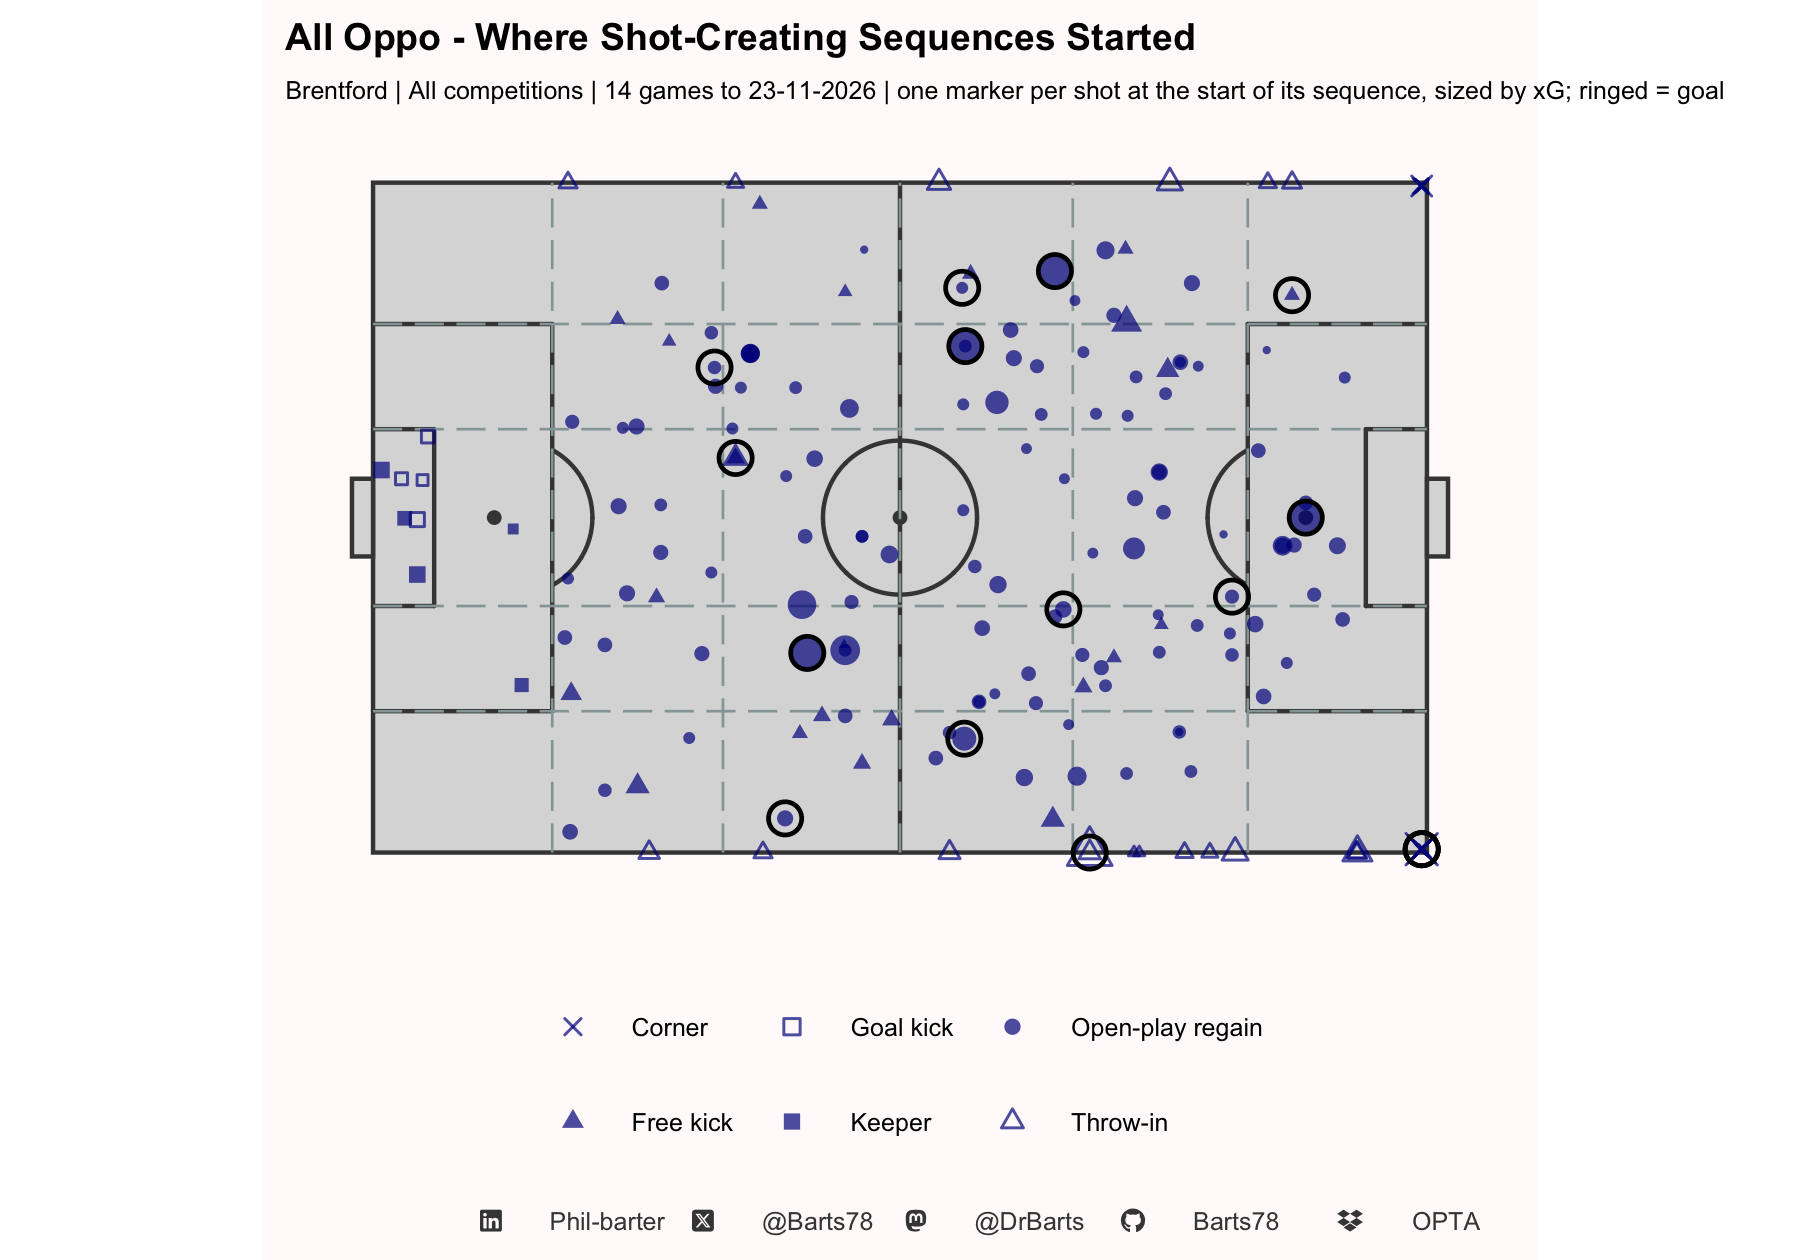 All Oppo - Where Shot-Creating Sequences Started
Brentford | All competitions | 14 games to 23-11-2026 | one marker per shot at the start of its sequence, sized by xG; ringed = goal
Corner
Goal kick
Open-play regain
Free kick
Keeper
Throw-in
Phil-barter
@Barts78
@DrBarts
Barts78
OPTA